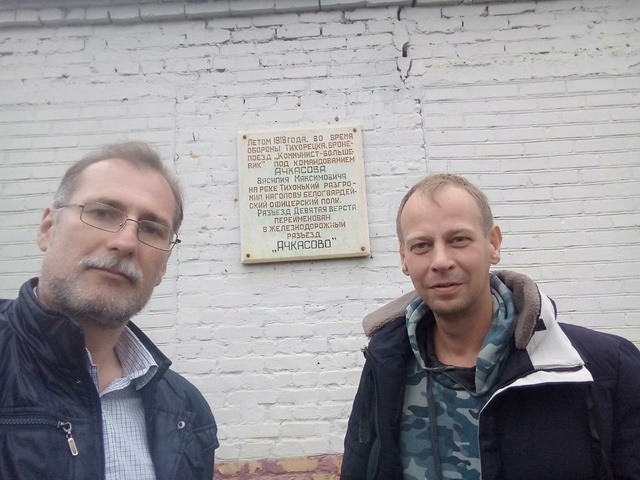 Летом 1918 года, во время
обороны Тихорецка, броне-
поезд „Коммунист-больше-
вик" под командованием
Ачкасова
Василия Максимовича
на реке Тихонький разгро-
мил наголову белогвардей-
ский офицерский полк.
Разъезд Девятая верста
переименован
в железнодорожный
разъезд
„Ачкасово"